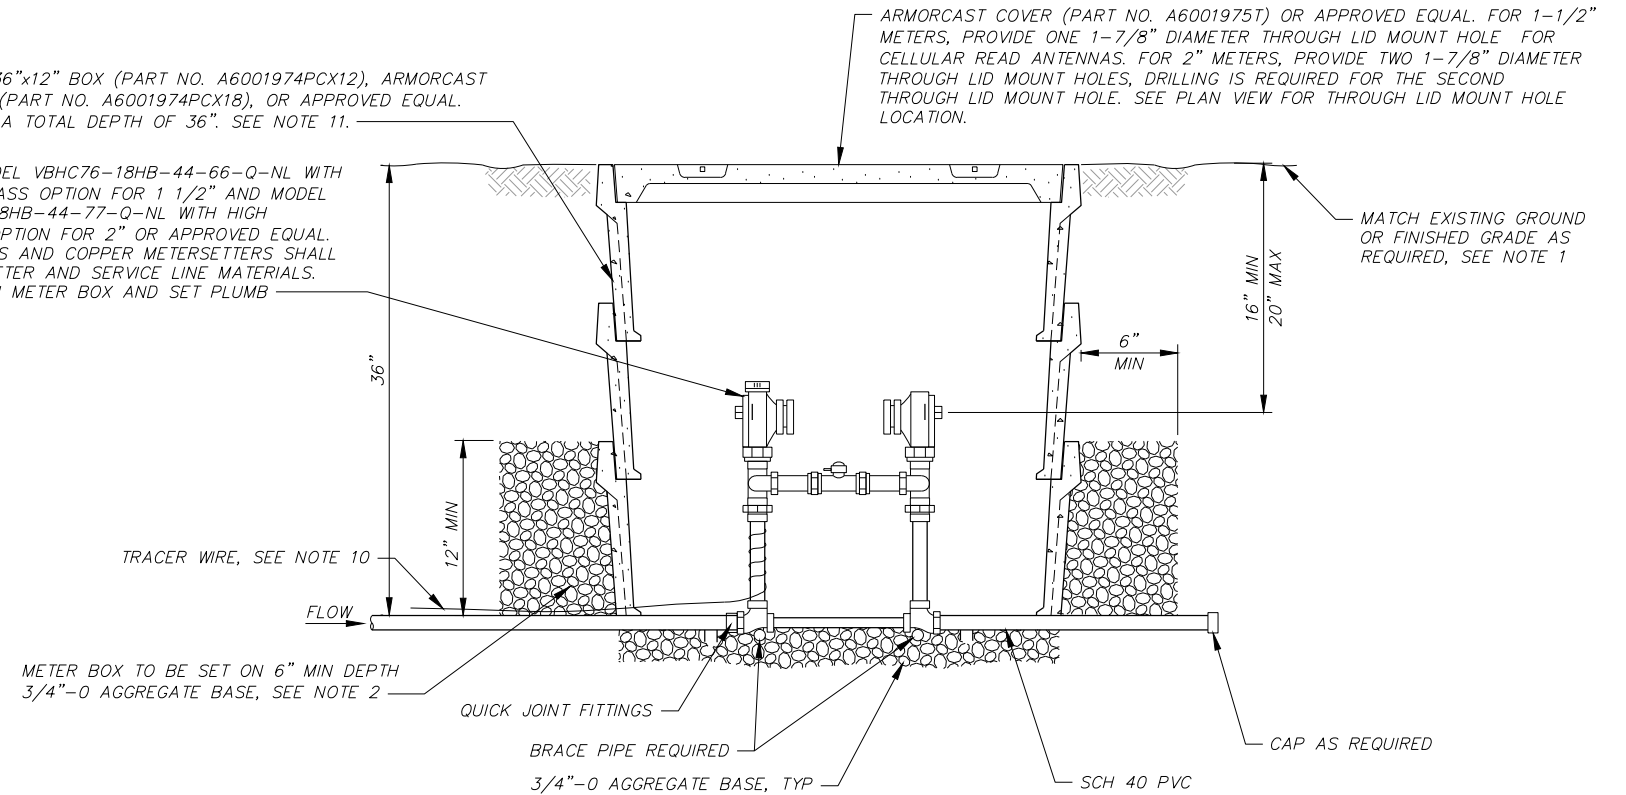 ARMORCAST COVER (PART NO. A6001975T) OR APPROVED EQUAL. FOR 1-1/2"
METERS, PROVIDE ONE 1-7/8" DIAMETER THROUGH LID MOUNT HOLE FOR
CELLULAR READ ANTENNAS. FOR 2" METERS, PROVIDE TWO 1-7/8" DIAMETER
THROUGH LID MOUNT HOLES, DRILLING IS REQUIRED FOR THE SECOND
THROUGH LID MOUNT HOLE. SEE PLAN VIEW FOR THROUGH LID MOUNT HOLE
LOCATION.
36"x12" BOX (PART NO. A6001974PCX12), ARMORCAST
(PART NO. A6001974PCX18), OR APPROVED EQUAL.
A TOTAL DEPTH OF 36". SEE NOTE 11.
VBHC76-18HB-44-66-Q-NL WITH
OPTION FOR 1 1/2" AND MODEL
8HB-44-77-Q-NL WITH HIGH
OPTION FOR 2" OR APPROVED EQUAL.
AND COPPER METERSETTERS SHALL
AND SERVICE LINE MATERIALS.
METER BOX AND SET PLUMB
MATCH EXISTING GROUND
OR FINISHED GRADE AS
REQUIRED, SEE NOTE 1
16" MIN
20" MAX
6"
MIN
36"
12" MIN
TRACER WIRE, SEE NOTE 10
FLOW
METER BOX TO BE SET ON 6" MIN DEPTH
3/4"-0 AGGREGATE BASE, SEE NOTE 2
QUICK JOINT FITTINGS
BRACE PIPE REQUIRED
3/4"-0 AGGREGATE BASE, TYP
SCH 40 PVC
CAP AS REQUIRED